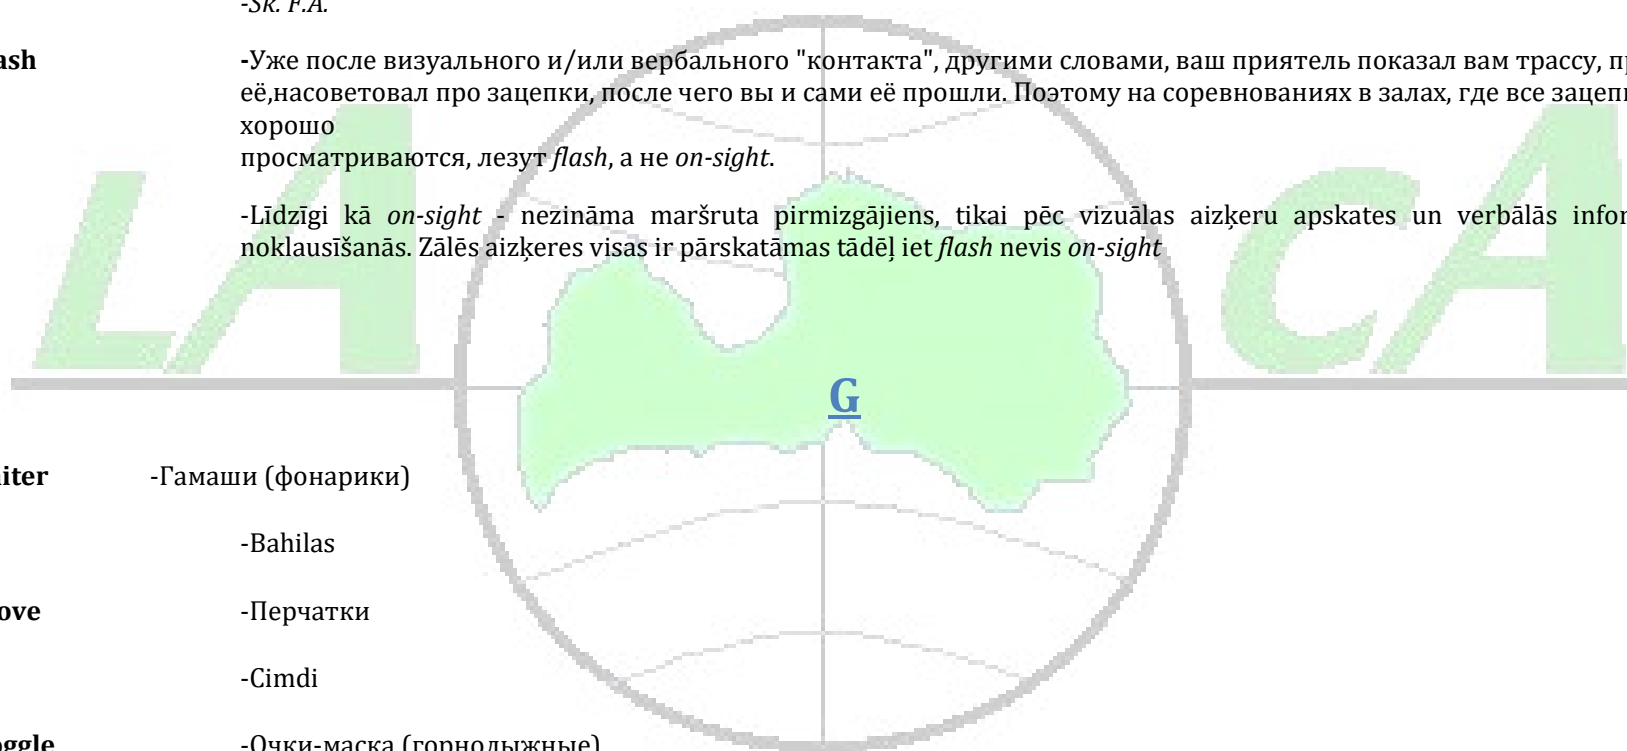 -Sk. F.A.
ash -Уже после визуального и/или вербального "контакта", другими словами, ваш приятель показал вам трассу,
её,насоветовал про зацепки, после чего вы и сами её прошли. Поэтому на соревнованиях в залах, где все
хорошо
просматриваются, лезут flash, а не on-sight.
-Līdzīgi kā on-sight - nezināma maršruta pirmizgājiens, tikai pēc vizuālas aizķeru apskates un verbālās
noklausīšanās. Zālēs aizķeres visas ir pārskatāmas tādēļ iet flash nevis on-sight
LA CA
G
iter -Гамаши (фонарики)
-Bahilas
ove -Перчатки
-Cimdi
oggle -Очки-маска (горнолыжные)